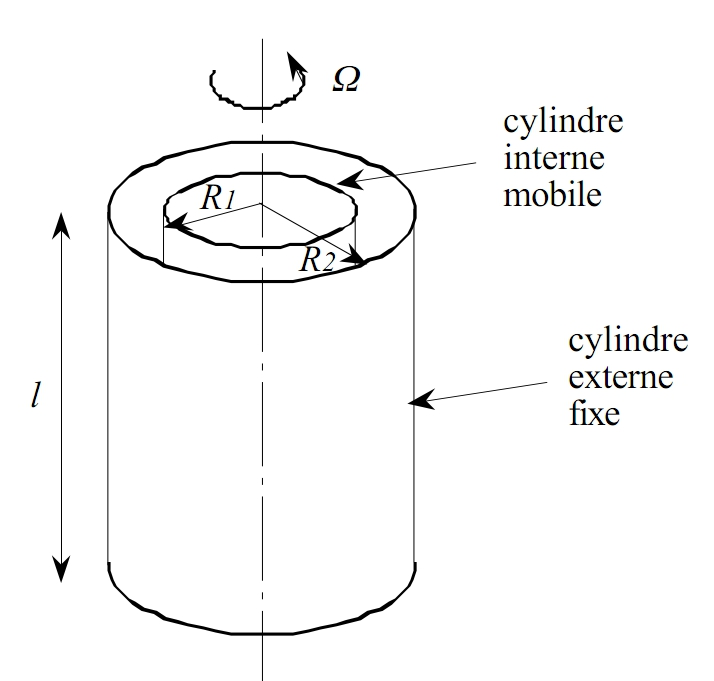 Ω
cylindre
interne
mobile
R1
R2
cylindre
externe
fixe
l